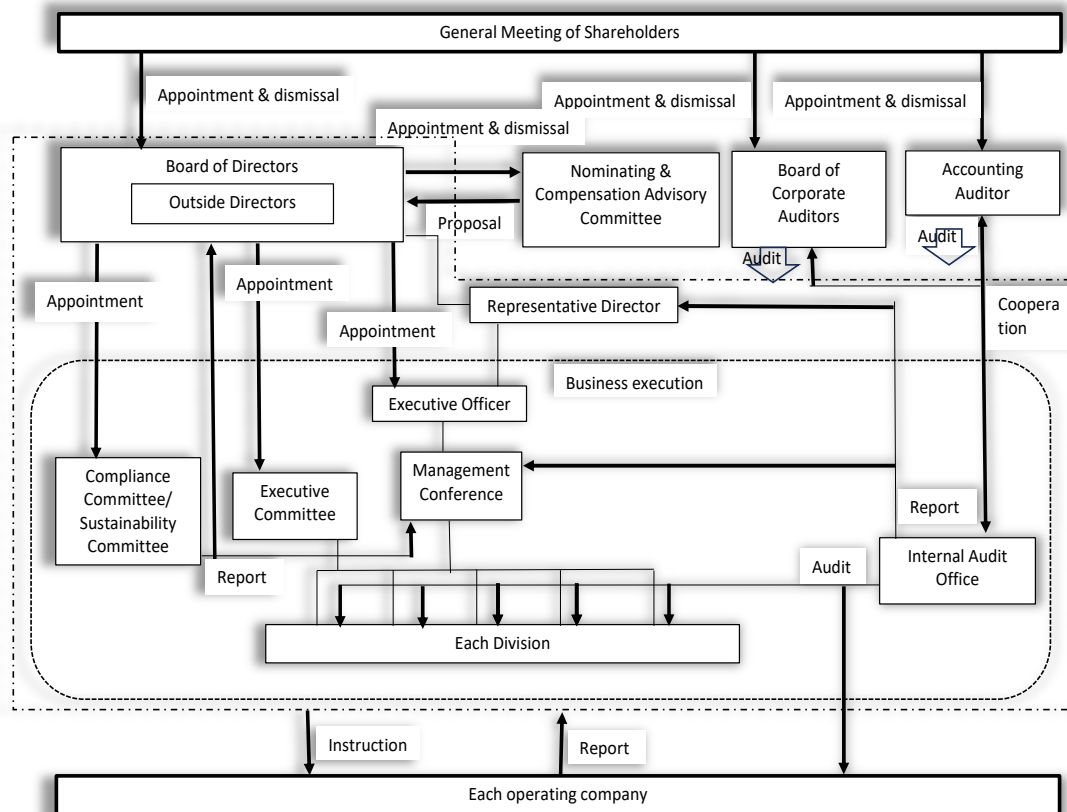 General Meeting of Shareholders
Appointment & dismissal
Appointment & dismissal
Appointment & dismissal
Appointment & dismissal
Board of Directors
Outside Directors
Nominating &
Compensation Advisory
Committee
Board of
Corporate
Auditors
Accounting
Auditor
Proposal
Audit
Audit
Appointment
Appointment
Appointment
Representative Director
Coopera
tion
Business execution
Executive Officer
Compliance
Committee/
Sustainability
Committee
Executive
Committee
Management
Conference
Report
Internal Audit
Office
Report
Audit
Each Division
Instruction
Report
Each operating company